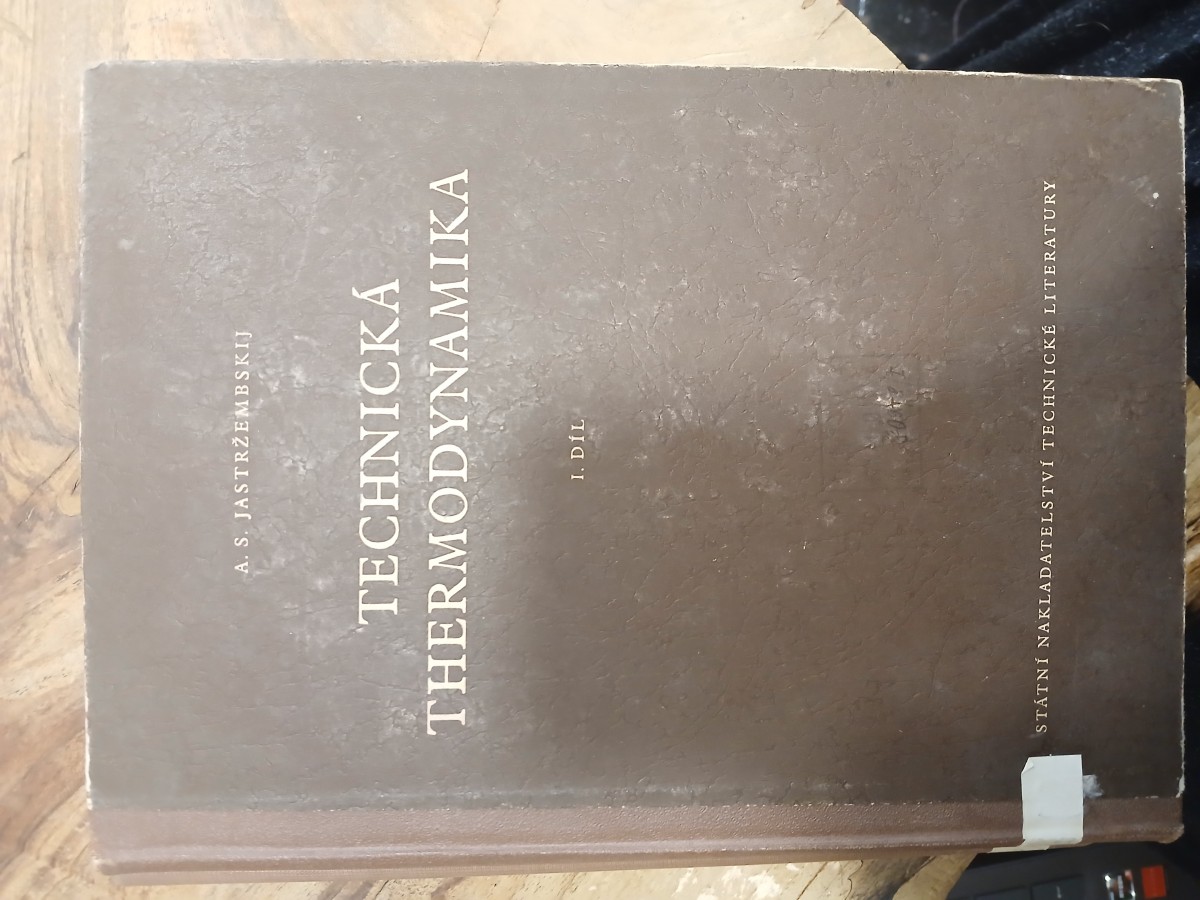 A. S. JASTRŽEMBSKIJ
TECHNICKÁ
THERMODYNAMIKA
I. DÍL
STÁTNÍ NAKLADATELSTVÍ TECHNICKÉ LITERATURY